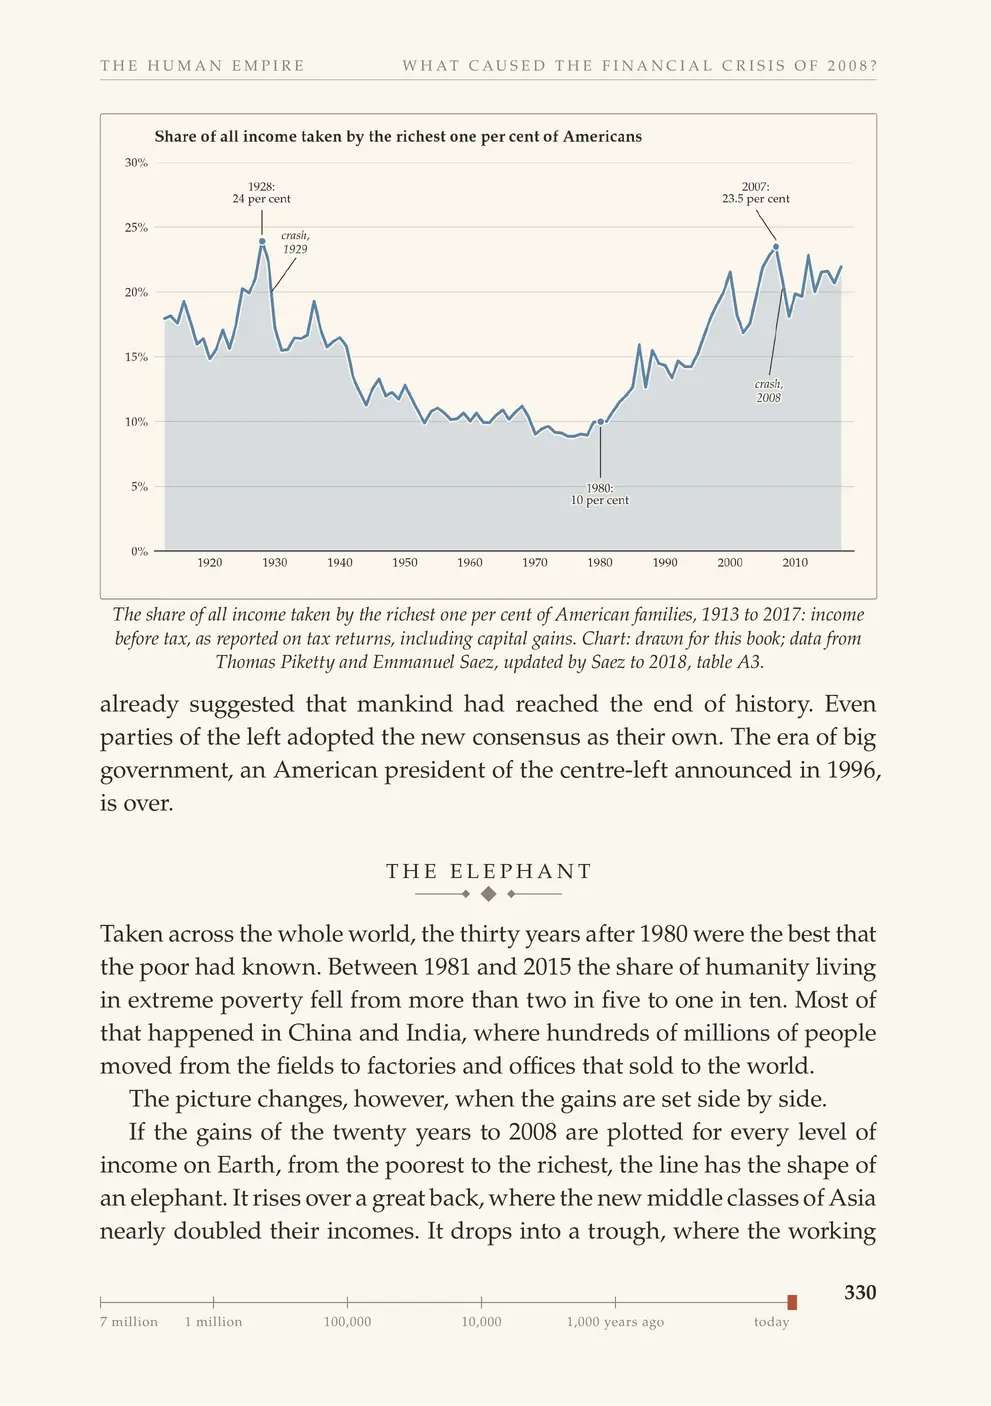 THE HUMAN EMPIRE
WHAT CAUSED THE FINANCIAL CRISIS OF 2008?
Share of all income taken by the richest one per cent of Americans
30%
25%
20%
15%
10%
5%
0%
1928:
24 per cent
crash,
1929
2007:
23.5 per cent
crash,
2008
1980:
10 per cent
1920 1930 1940 1950 1960 1970 1980 1990 2000 2010
The share of all income taken by the richest one per cent of American families, 1913 to 2017: income
before tax, as reported on tax returns, including capital gains. Chart: drawn for this book; data from
Thomas Piketty and Emmanuel Saez, updated by Saez to 2018, table A3.
already suggested that mankind had reached the end of history. Even
parties of the left adopted the new consensus as their own. The era of big
government, an American president of the centre-left announced in 1996,
is over.
THE ELEPHANT
Taken across the whole world, the thirty years after 1980 were the best that
the poor had known. Between 1981 and 2015 the share of humanity living
in extreme poverty fell from more than two in five to one in ten. Most of
that happened in China and India, where hundreds of millions of people
moved from the fields to factories and offices that sold to the world.
The picture changes, however, when the gains are set side by side.
If the gains of the twenty years to 2008 are plotted for every level of
income on Earth, from the poorest to the richest, the line has the shape of
an elephant. It rises over a great back, where the new middle classes of Asia
nearly doubled their incomes. It drops into a trough, where the working
330
7 million 1 million 100,000 10,000 1,000 years ago today